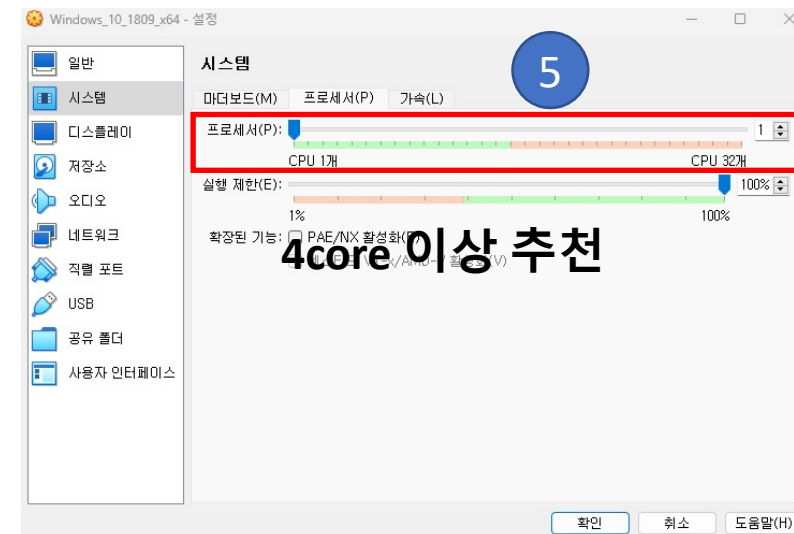 Windows_10_1809_x64 - 설정
일반
시스템
디스플레이
저장소
오디오
네트워크
직렬 포트
USB
공유 폴더
사용자 인터페이스
시스템
5
마더보드(M) 프로세서(P) 가속(L)
프로세서(P): 1
CPU 1개 CPU 32개
실행 제한(E): 100%
1% 100%
확장된 기능: PAE/NX 활성화
4core 이상 추천
확인 취소 도움말(H)